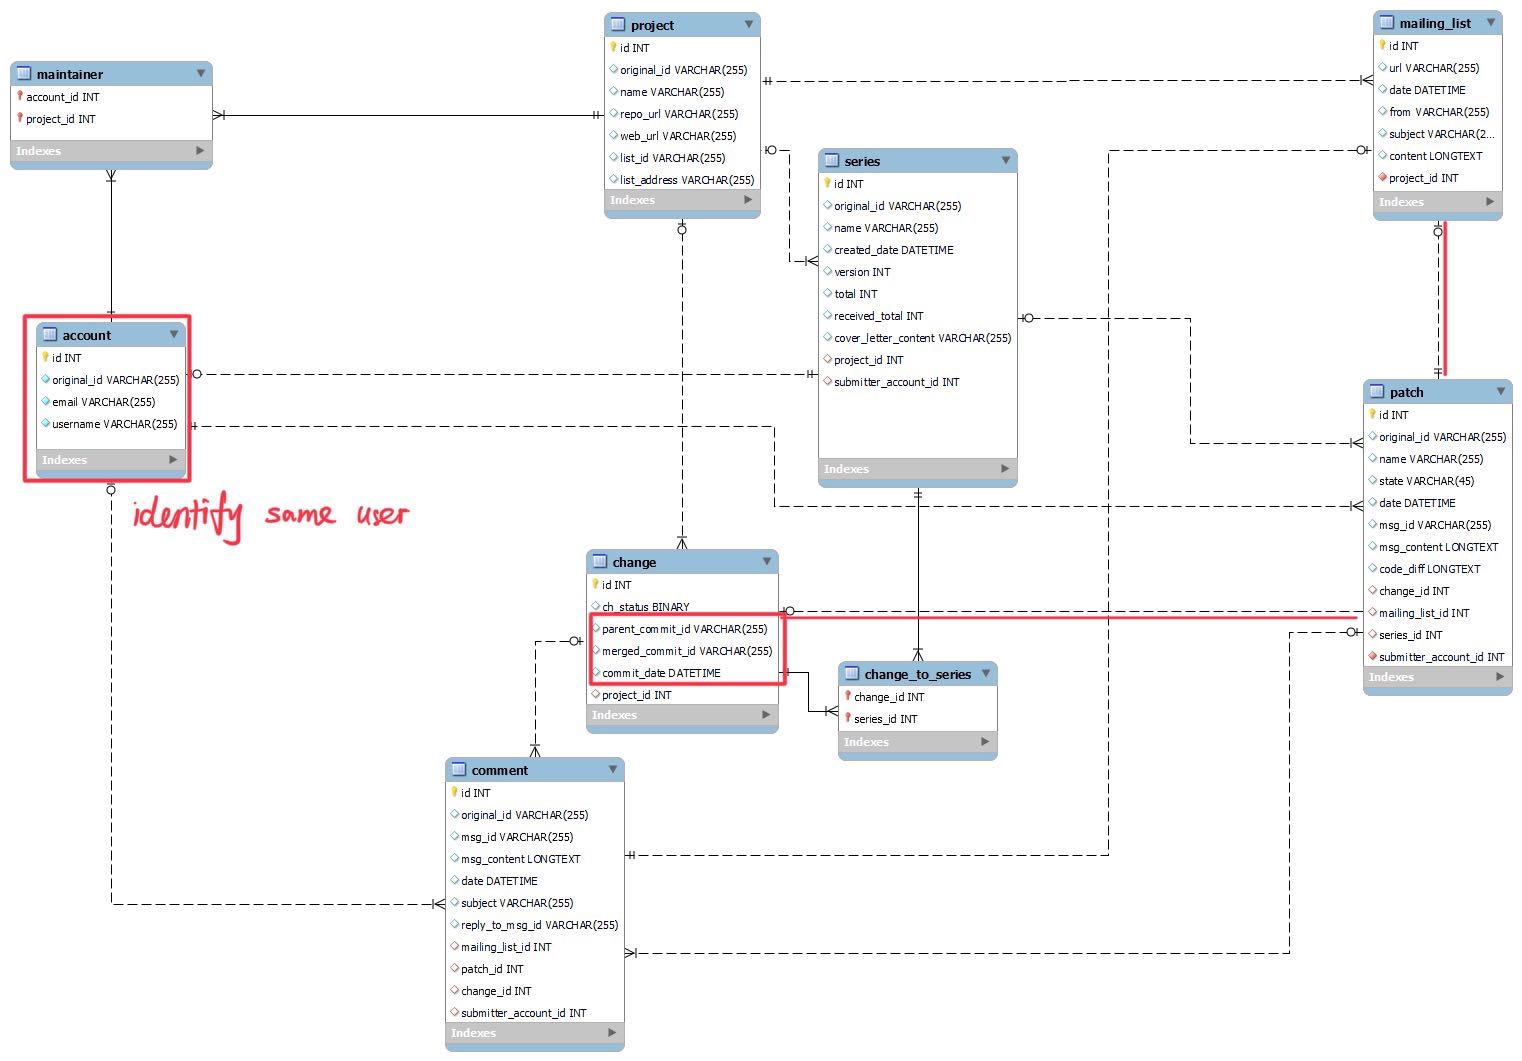 project
id INT
original_id VARCHAR(255)
name VARCHAR(255)
repo_url VARCHAR(255)
web_url VARCHAR(255)
list_id VARCHAR(255)
list_address VARCHAR(255)
Indexes
mailing_list
id INT
url VARCHAR(255)
date DATETIME
from VARCHAR(255)
subject VARCHAR(2...
content LONGTEXT
project_id INT
Indexes
maintainer
account_id INT
project_id INT
Indexes
series
id INT
original_id VARCHAR(255)
name VARCHAR(255)
created_date DATETIME
version INT
total INT
received_total INT
cover_letter_content VARCHAR(255)
project_id INT
submitter_account_id INT
Indexes
account
id INT
original_id VARCHAR(255)
email VARCHAR(255)
username VARCHAR(255)
Indexes
identify same user
patch
id INT
original_id VARCHAR(255)
name VARCHAR(255)
state VARCHAR(45)
date DATETIME
msg_id VARCHAR(255)
msg_content LONGTEXT
code_diff LONGTEXT
change_id INT
mailing_list_id INT
series_id INT
submitter_account_id INT
Indexes
change
id INT
ch_status BINARY
parent_commit_id VARCHAR(255)
merged_commit_id VARCHAR(255)
commit_date DATETIME
project_id INT
Indexes
change_to_series
change_id INT
series_id INT
Indexes
comment
id INT
original_id VARCHAR(255)
msg_id VARCHAR(255)
msg_content LONGTEXT
date DATETIME
subject VARCHAR(255)
reply_to_msg_id VARCHAR(255)
mailing_list_id INT
patch_id INT
change_id INT
submitter_account_id INT
Indexes